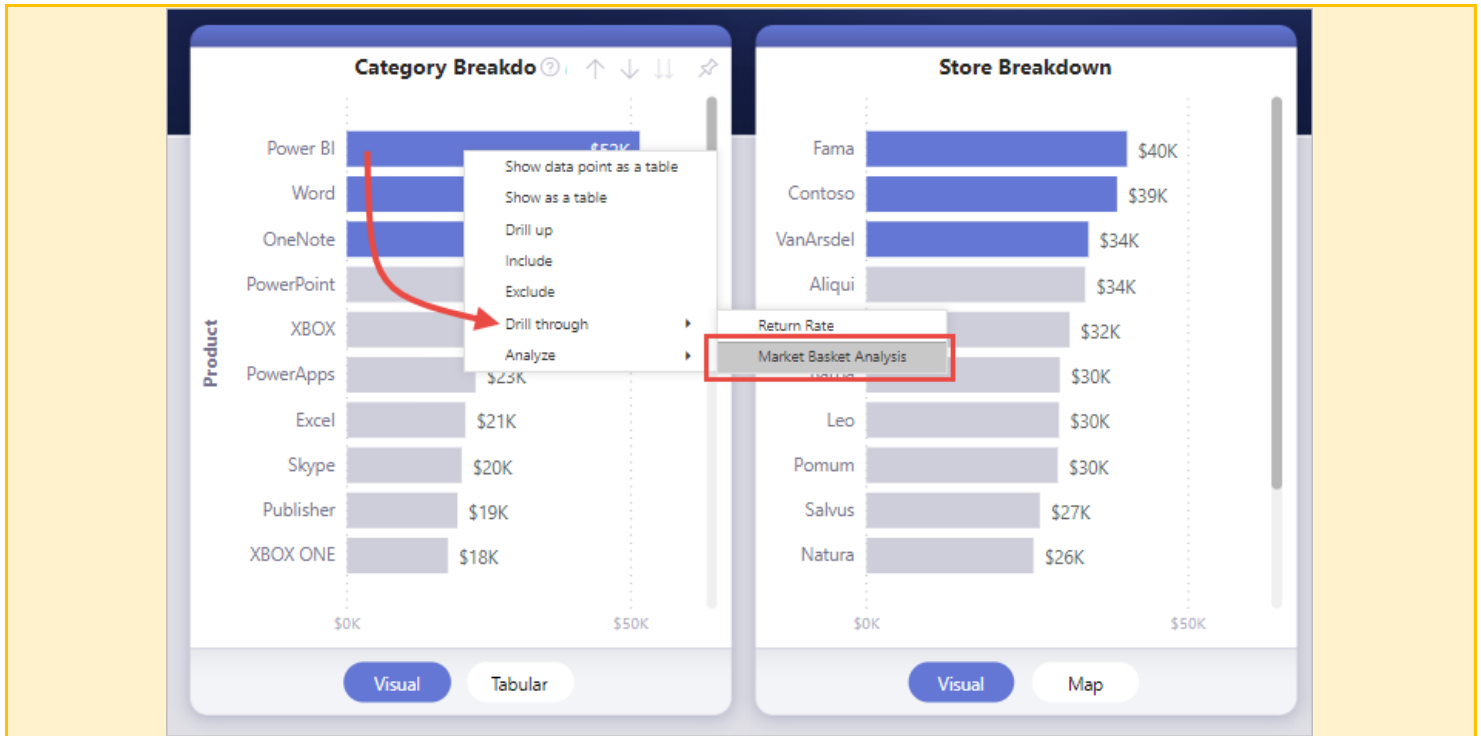 Category Breakdo
Power BI
$52K
Word
OneNote
PowerPoint
XBOX
PowerApps
$23K
Excel
$21K
Skype
$20K
Publisher
$19K
XBOX ONE
$18K
Product
$0K
$50K
Visual
Tabular
Show data point as a table
Show as a table
Drill up
Include
Exclude
Drill through
Analyze
Return Rate
Market Basket Analysis
Store Breakdown
Fama
$40K
Contoso
$39K
VanArsdel
$34K
Aliqui
$34K
$32K
$30K
Leo
$30K
Pomum
$30K
Salvus
$27K
Natura
$26K
$0K
$50K
Visual
Map